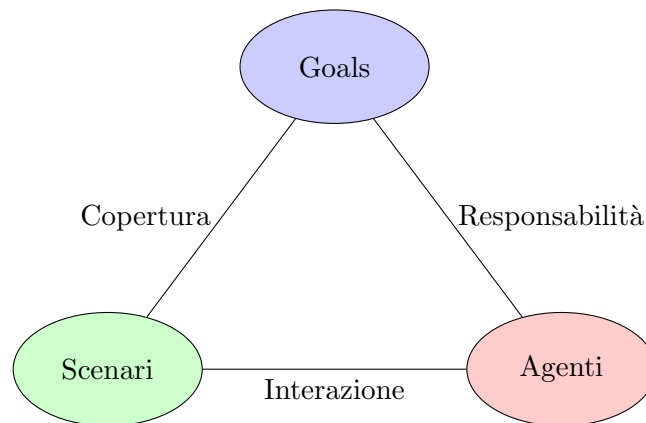 Goals
Copertura
Responsabilità
Scenari
Agenti
Interazione